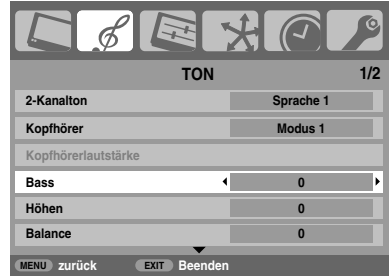 TON 1/2
2-Kanalton Sprache 1
Kopfhörer Modus 1
Kopfhörerlautstärke
Bass 0
Höhen 0
Balance 0
MENU zurück EXIT Beenden